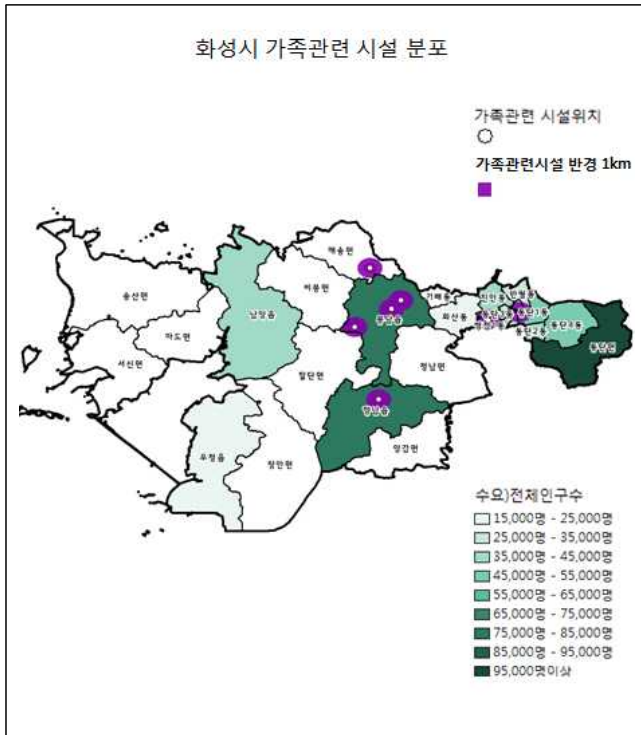 화성시 가족관련 시설 분포
가족관련 시설위치
가족관련시설 반경 1km
매송면
송산면
비봉면
남양읍
마도면
봉담읍
기배동
화산동
진안동
반월동
동탄1동
동탄2동
동탄4동
동탄면
서신면
팔탄면
정남면
향남읍
우정읍
장안면
양감면
수요)전체인구수
15,000명 - 25,000명
25,000명 - 35,000명
35,000명 - 45,000명
45,000명 - 55,000명
55,000명 - 65,000명
65,000명 - 75,000명
75,000명 - 85,000명
85,000명 - 95,000명
95,000명이상